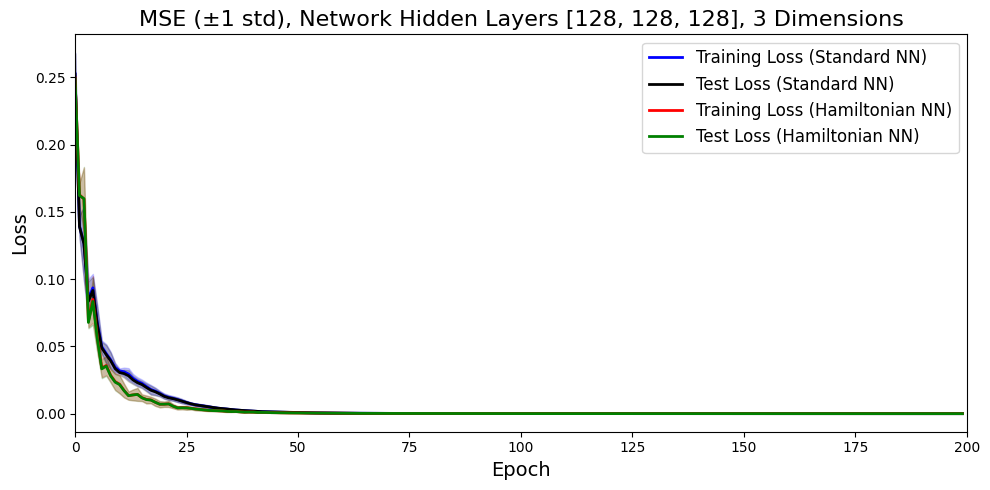 MSE (±1 std), Network Hidden Layers [128, 128, 128], 3 Dimensions
Training Loss (Standard NN)
Test Loss (Standard NN)
Training Loss (Hamiltonian NN)
Test Loss (Hamiltonian NN)
Loss
0.25
0.20
0.15
0.10
0.05
0.00
0 25 50 75 100 125 150 175 200
Epoch